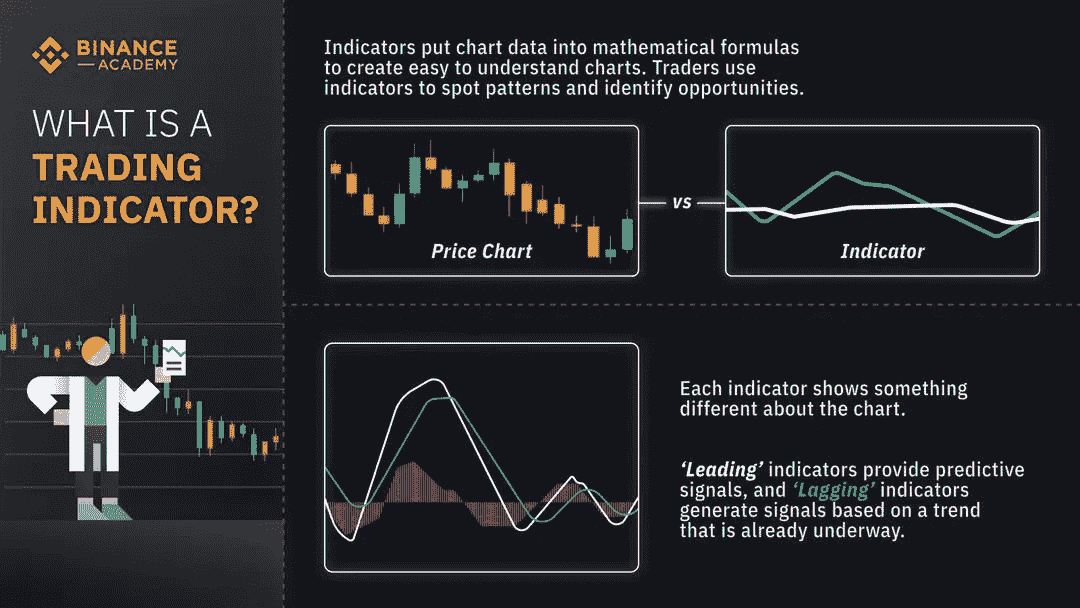 BINANCE
ACADEMY
WHAT IS A
TRADING
INDICATOR?
Indicators put chart data into mathematical formulas
to create easy to understand charts. Traders use
indicators to spot patterns and identify opportunities.
Price Chart
vs
Indicator
Each indicator shows something
different about the chart.
‘Leading’ indicators provide predictive
signals, and ‘Lagging’ indicators
generate signals based on a trend
that is already underway.